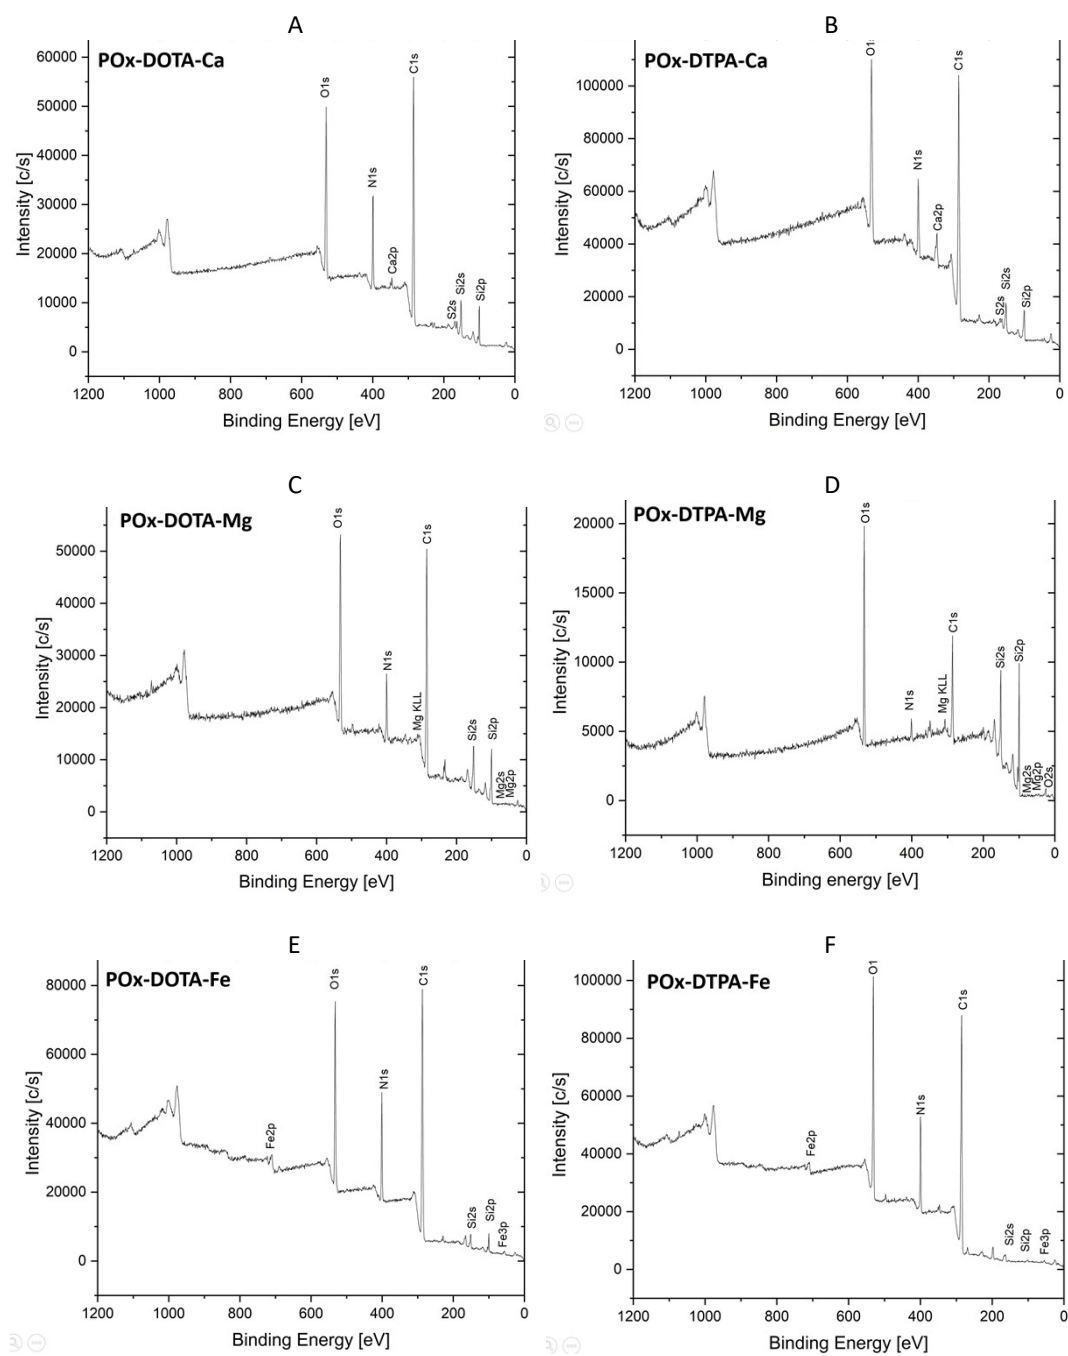 A
POx-DOTA-Ca
Intensity [c/s]
60000
50000
40000
30000
20000
10000
0
O1s
N1s
Ca2p
C1s
S2s
Si2s
Si2p
1200 1000 800 600 400 200 0
Binding Energy [eV]
B
POx-DTPA-Ca
Intensity [c/s]
100000
80000
60000
40000
20000
0
O1
N1s
Ca2p
C1s
S2s
Si2s
Si2p
1200 1000 800 600 400 200 0
Binding Energy [eV]
C
POx-DOTA-Mg
Intensity [c/s]
50000
40000
30000
20000
10000
0
O1s
N1s
Mg KLL
C1s
Si2s
Si2p
Mg2s
Mg2p
1200 1000 800 600 400 200 0
Binding Energy [eV]
D
POx-DTPA-Mg
Intensity [c/s]
20000
15000
10000
5000
0
O1s
N1s
Mg KLL
C1s
Si2s
Si2p
Mg2s
Mg2p
O2s
1200 1000 800 600 400 200 0
Binding energy [eV]
E
POx-DOTA-Fe
Intensity [c/s]
80000
60000
40000
20000
0
Fe2p
O1s
N1s
C1s
Si2s
Si2p
Fe3p
1200 1000 800 600 400 200 0
Binding Energy [eV]
F
POx-DTPA-Fe
Intensity [c/s]
100000
80000
60000
40000
20000
0
Fe2p
O1
N1s
C1s
Si2s
Si2p
Fe3p
1200 1000 800 600 400 200 0
Binding Energy [eV]